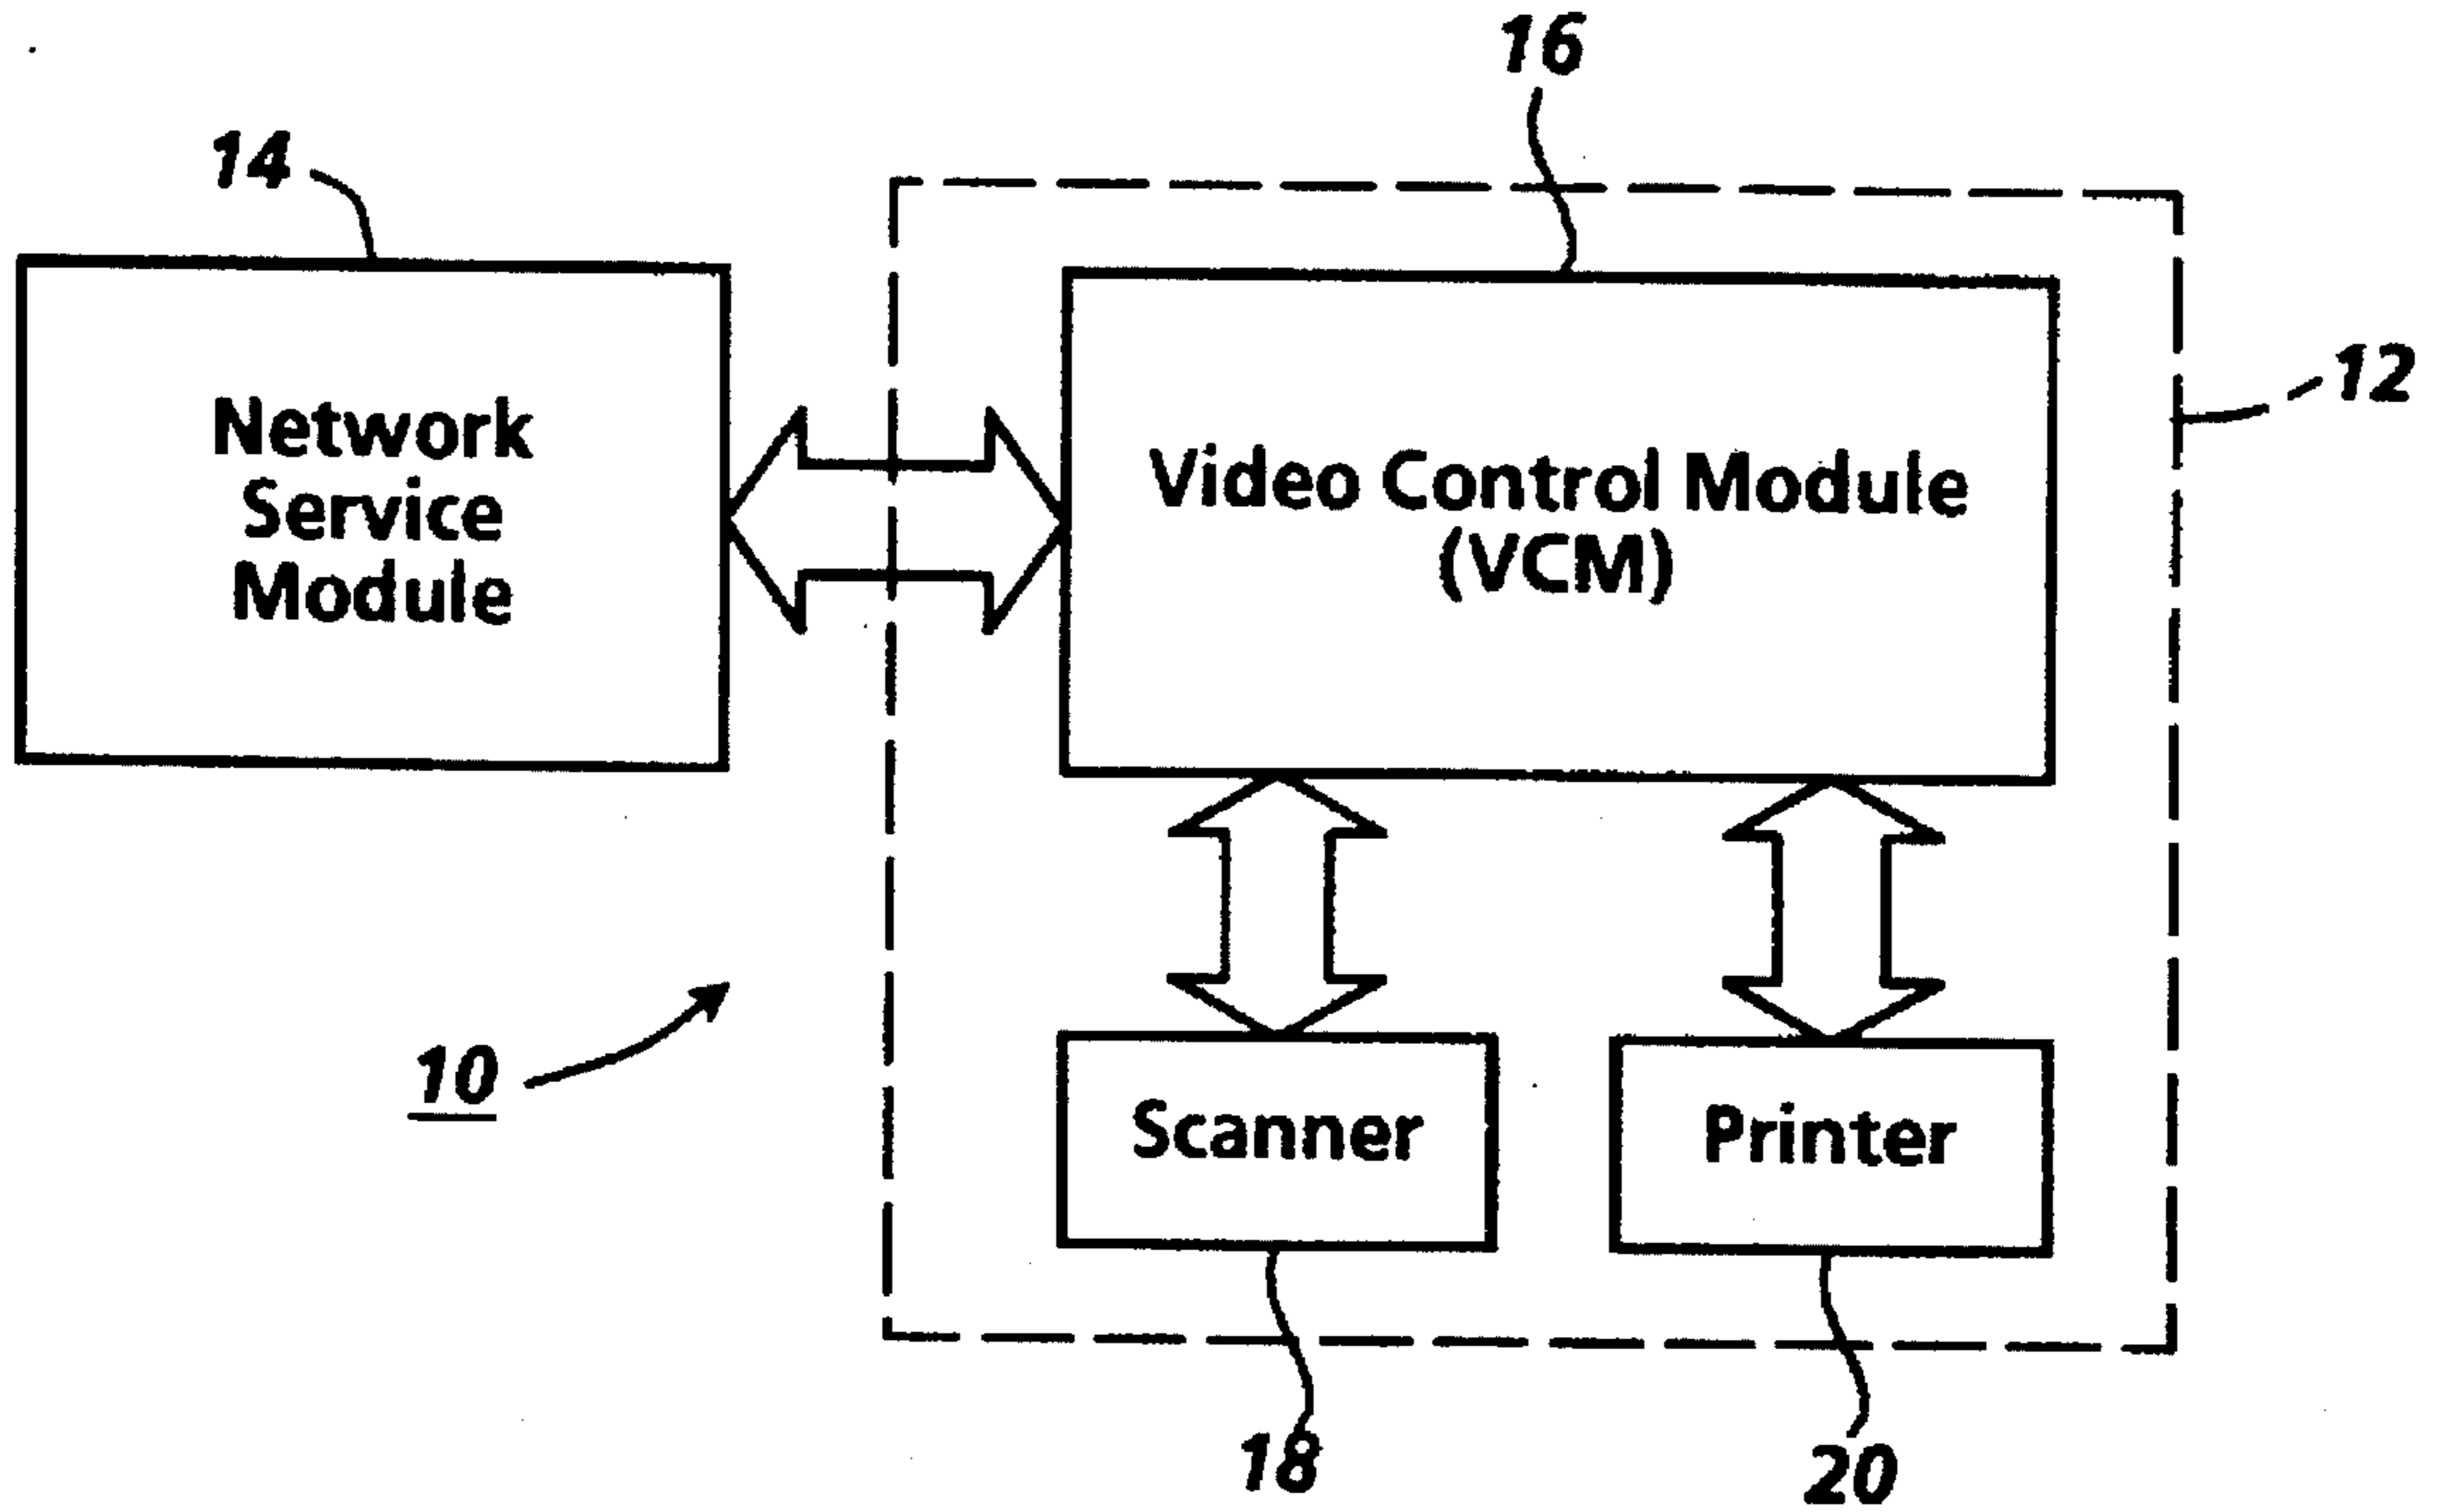 16
14
12
Network
Service
Module
Video Control Module
(VCM)
10
Scanner
Printer
18
20